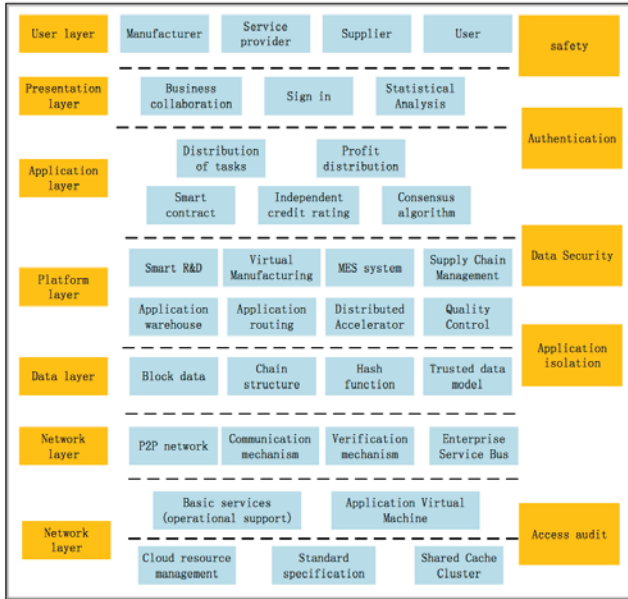 User layer
Manufacturer
Service
provider
Supplier
User
safety
Presentation
layer
Business
collaboration
Sign in
Statistical
Analysis
Authentication
Application
layer
Distribution
of tasks
Profit
distribution
Smart
contract
Independent
credit rating
Consensus
algorithm
Platform
layer
Smart R&D
Virtual
Manufacturing
MES system
Supply Chain
Management
Data Security
Application
warehouse
Application
routing
Distributed
Accelerator
Quality
Control
Application
isolation
Data layer
Block data
Chain
structure
Hash
function
Trusted data
model
Network
layer
P2P network
Communication
mechanism
Verification
mechanism
Enterprise
Service Bus
Network
layer
Basic services
(operational support)
Application Virtual
Machine
Access audit
Cloud resource
management
Standard
specification
Shared Cache
Cluster